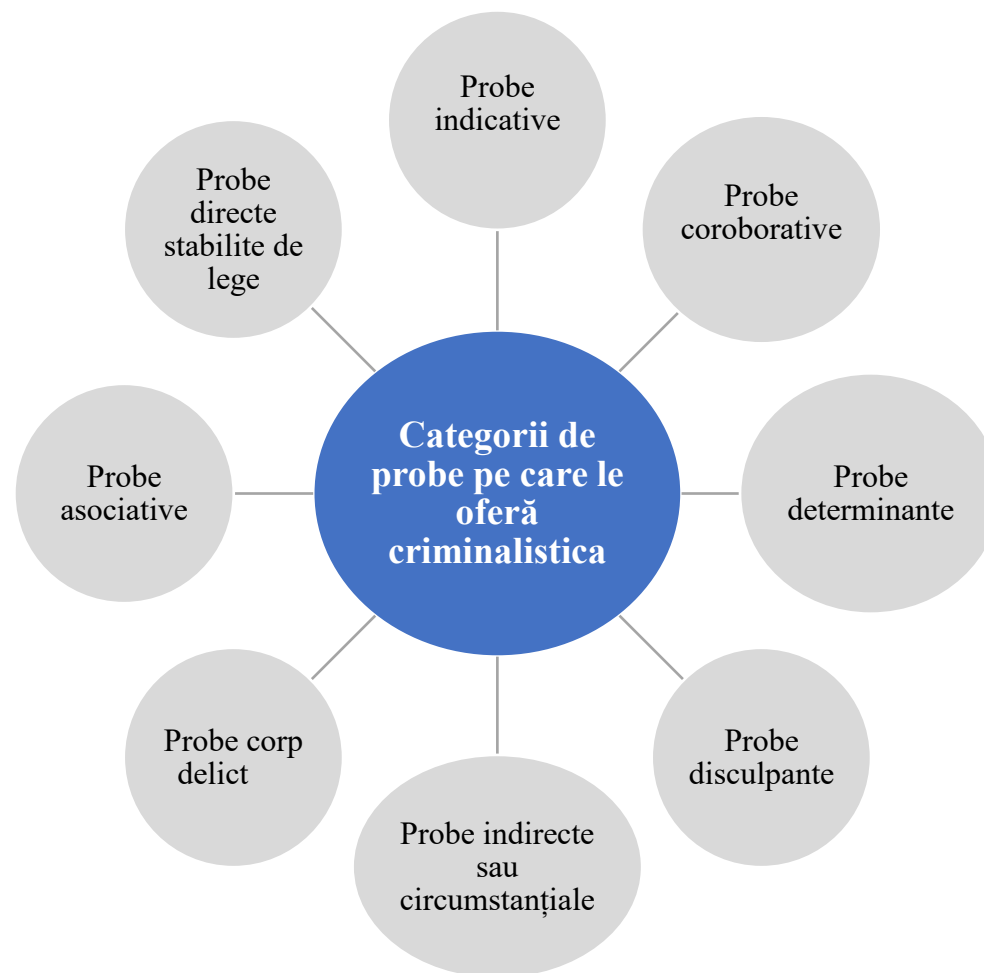 Probe
indicative
Probe
coroborative
Probe
determinante
Probe
disculpante
Probe indirecte
sau
circumstanțiale
Probe corp
delict
Probe
asociative
Probe
directe
stabilite de
lege
Categorii de
probe pe care le
oferă
criminalistica